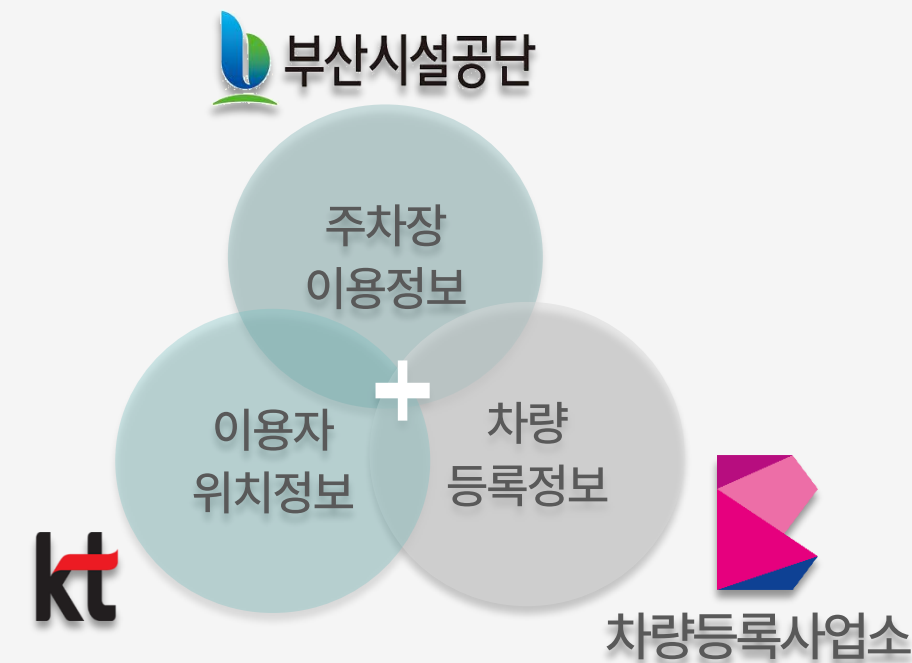 부산시설공단
주차장
이용정보
이용자
위치정보
차량
등록정보
kt
차량등록사업소